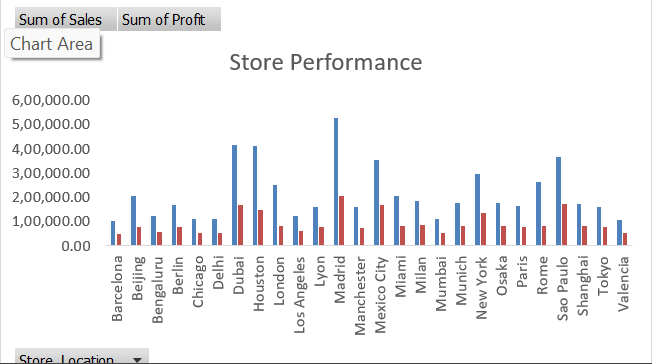 Sum of Sales Sum of Profit
Chart Area
Store Performance
6,00,000.00
5,00,000.00
4,00,000.00
3,00,000.00
2,00,000.00
1,00,000.00
0.00
Barcelona
Beijing
Bengaluru
Berlin
Chicago
Delhi
Dubai
Houston
London
Los Angeles
Lyon
Madrid
Manchester
Mexico City
Miami
Milan
Mumbai
Munich
New York
Osaka
Paris
Rome
Sao Paulo
Shanghai
Tokyo
Valencia
Store_Location